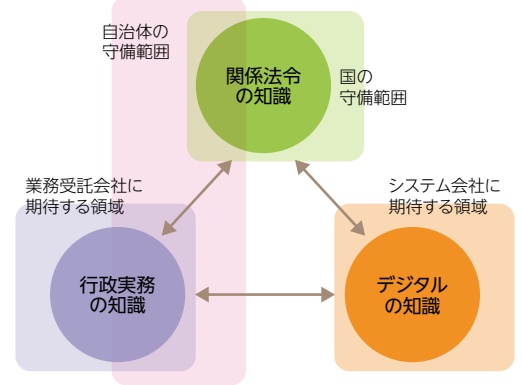 自治体の
守備範囲
関係法令
の知識
国の
守備範囲
業務受託会社に
期待する領域
システム会社に
期待する領域
行政実務
の知識
デジタル
の知識